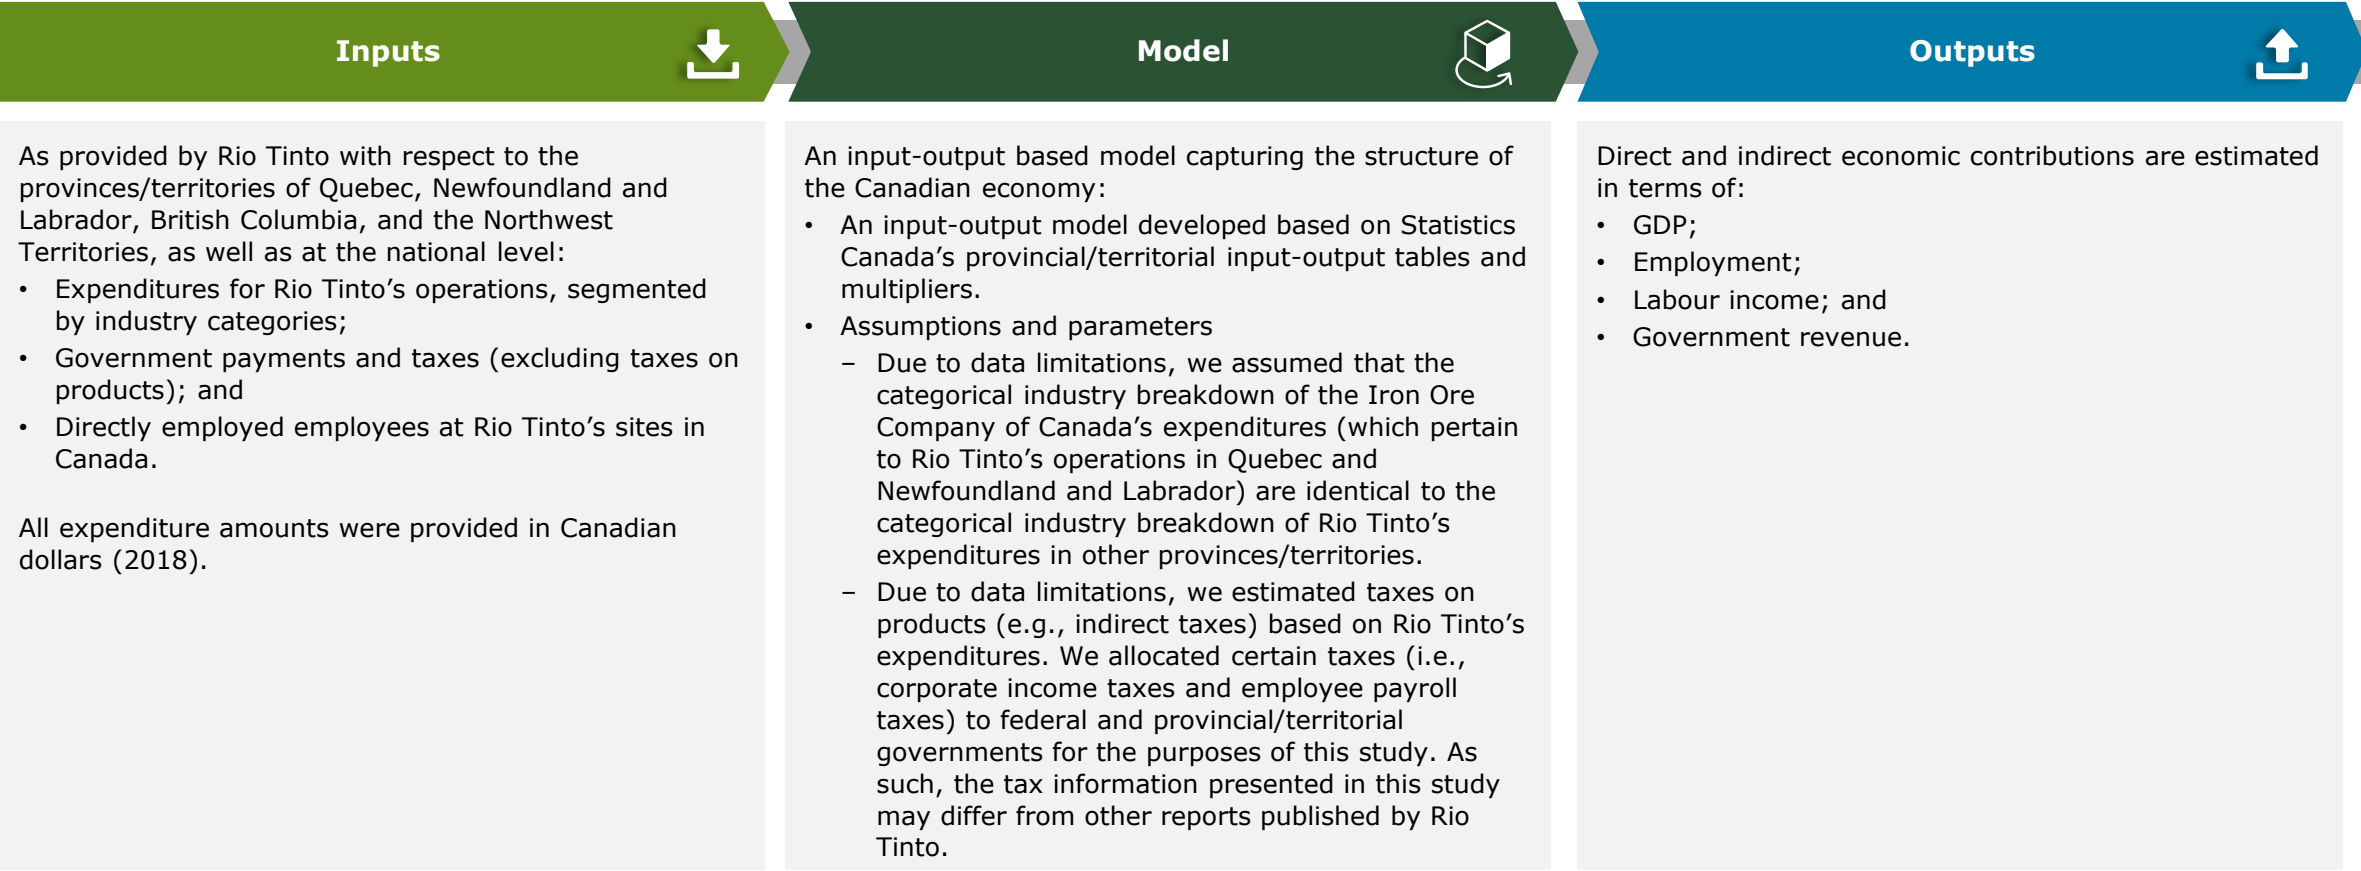 Inputs
Model
Outputs
As provided by Rio Tinto with respect to the
provinces/territories of Quebec, Newfoundland and
Labrador, British Columbia, and the Northwest
Territories, as well as at the national level:
• Expenditures for Rio Tinto’s operations, segmented
by industry categories;
• Government payments and taxes (excluding taxes on
products); and
• Directly employed employees at Rio Tinto’s sites in
Canada.
All expenditure amounts were provided in Canadian
dollars (2018).
An input-output based model capturing the structure of
the Canadian economy:
• An input-output model developed based on Statistics
Canada’s provincial/territorial input-output tables and
multipliers.
• Assumptions and parameters
– Due to data limitations, we assumed that the
categorical industry breakdown of the Iron Ore
Company of Canada’s expenditures (which pertain
to Rio Tinto’s operations in Quebec and
Newfoundland and Labrador) are identical to the
categorical industry breakdown of Rio Tinto’s
expenditures in other provinces/territories.
– Due to data limitations, we estimated taxes on
products (e.g., indirect taxes) based on Rio Tinto’s
expenditures. We allocated certain taxes (i.e.,
corporate income taxes and employee payroll
taxes) to federal and provincial/territorial
governments for the purposes of this study. As
such, the tax information presented in this study
may differ from other reports published by Rio
Tinto.
Direct and indirect economic contributions are estimated
in terms of:
• GDP;
• Employment;
• Labour income; and
• Government revenue.